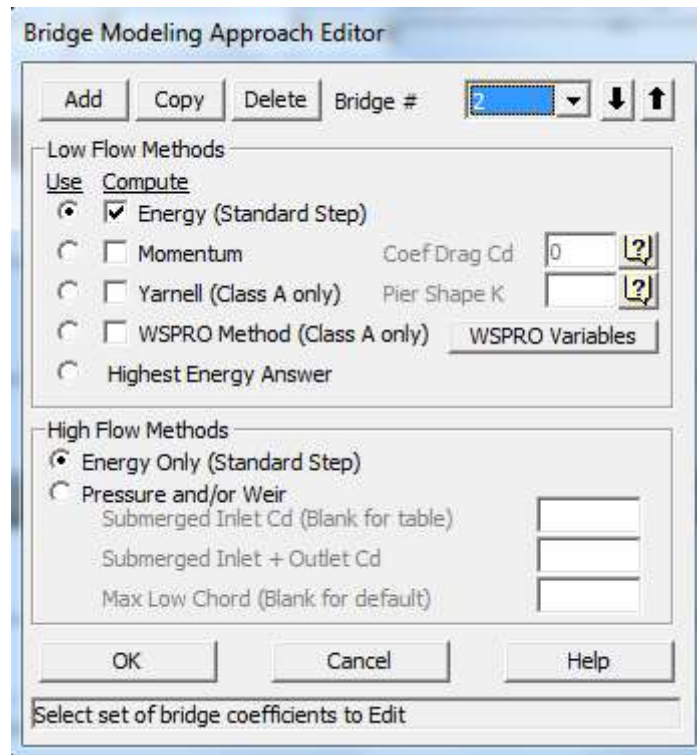 Bridge Modeling Approach Editor
Add Copy Delete Bridge # 2
Low Flow Methods
Use Compute
Energy (Standard Step)
Momentum Coef Drag Cd 0 ?
Yarnell (Class A only) Pier Shape K ?
WSPRO Method (Class A only) WSPRO Variables
Highest Energy Answer
High Flow Methods
Energy Only (Standard Step)
Pressure and/or Weir
Submerged Inlet Cd (Blank for table)
Submerged Inlet + Outlet Cd
Max Low Chord (Blank for default)
OK Cancel Help
Select set of bridge coefficients to Edit